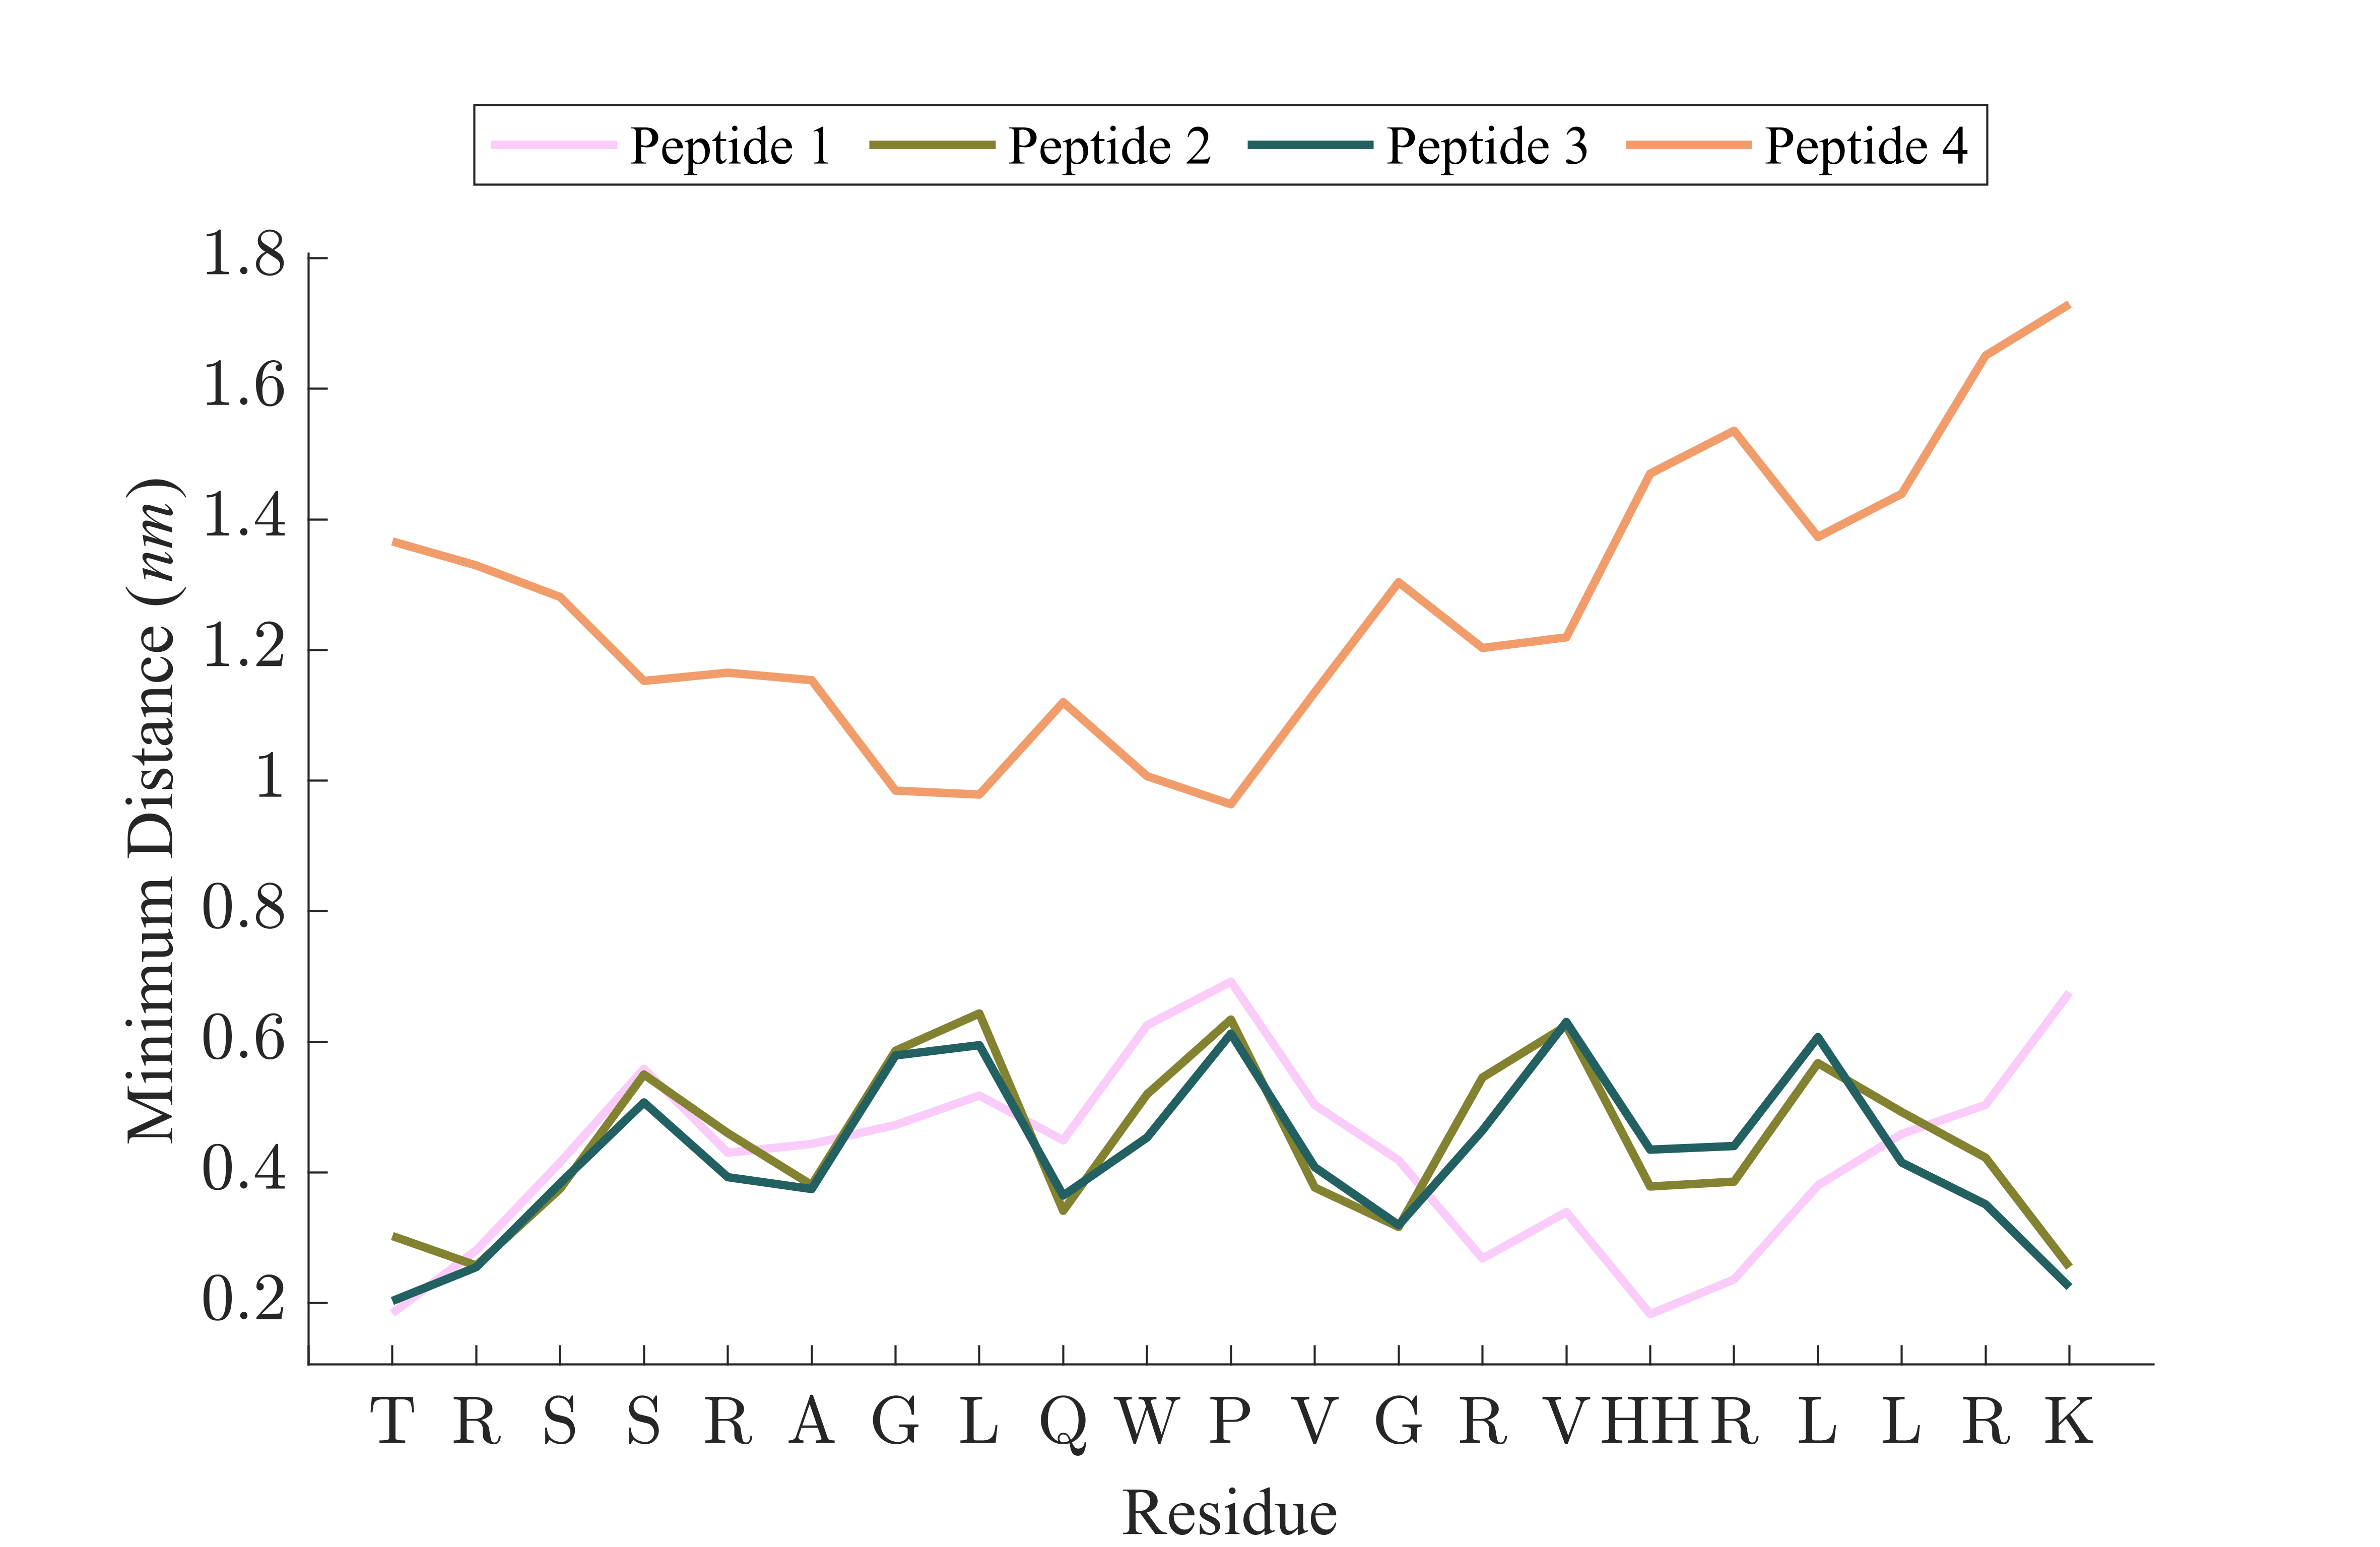 Peptide 1 Peptide 2 Peptide 3 Peptide 4
1.8
1.6
1.4
1.2
1
0.8
0.6
0.4
0.2
Minimum Distance (nm)
T R S S R A G L Q W P V G R V HHR L L R K
Residue